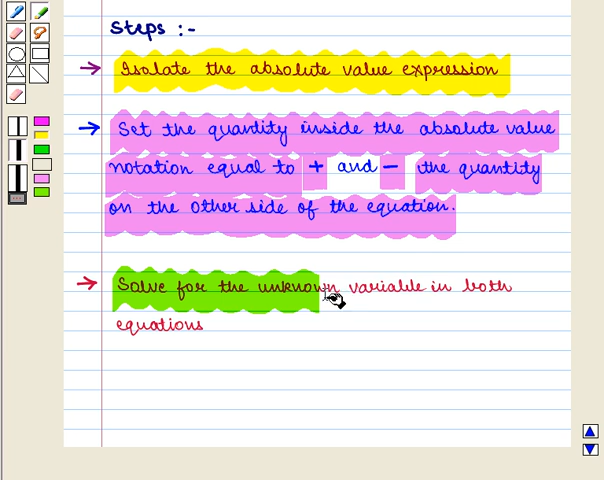 Steps :-
→ Isolate the absolute value expression
→ Set the quantity inside the absolute value
notation equal to + and - the quantity
on the other side of the equation.
→ Solve for the unknown variable in both
equations